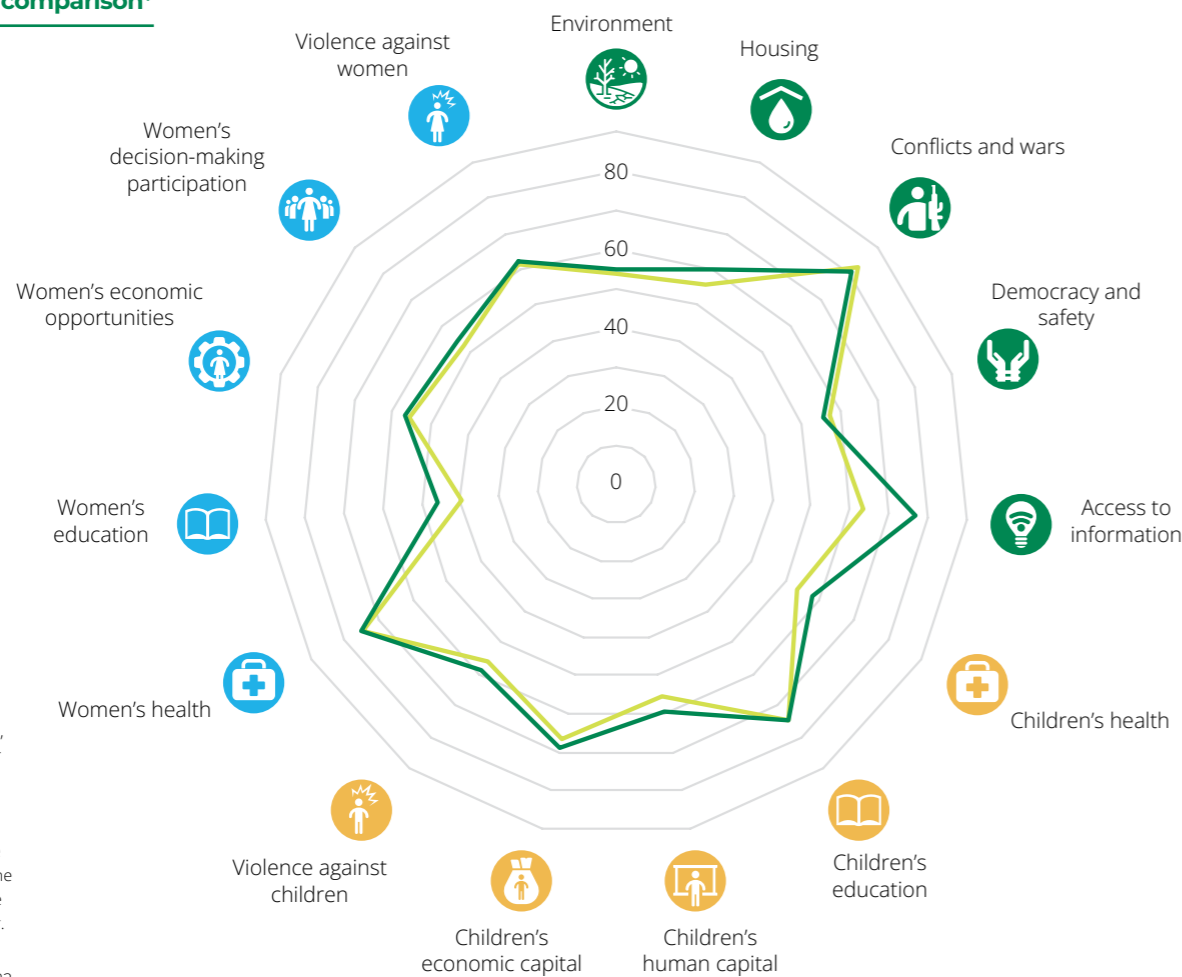 comparison*
Environment
Housing
Violence against
women
Conflicts and wars
Women's
decision-making
participation
Democracy and
safety
Women's economic
opportunities
80
60
40
20
0
Access to
information
Women's
education
Children's health
Women's health
Children's
education
Violence against
children
Children's
economic capital
Children's
human capital